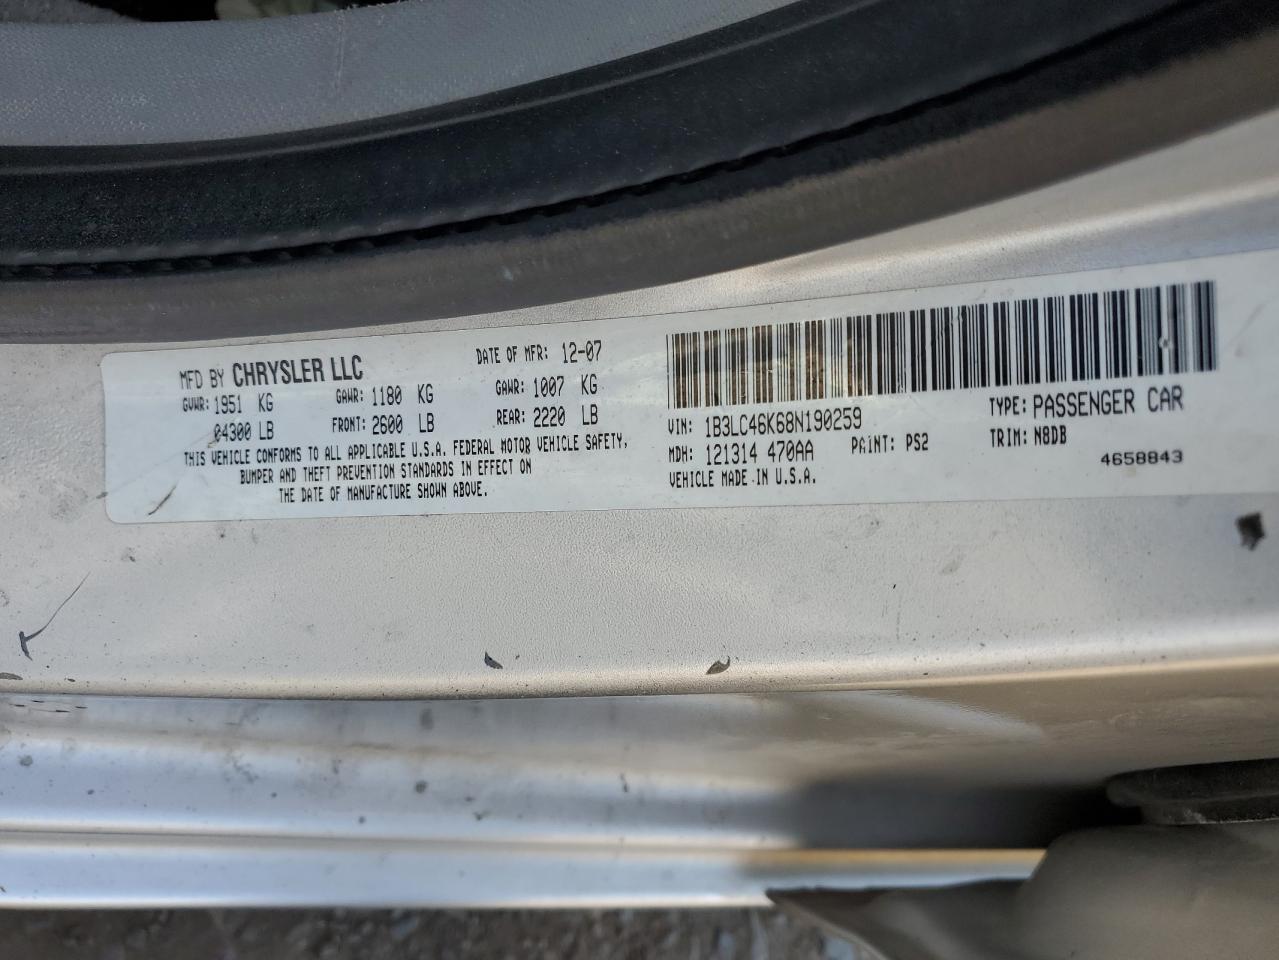 MFD BY CHRYSLER LLC
DATE OF MFR: 12-07
GVWR: 1951 KG
GAWR: 1180 KG
GAWR: 1007 KG
04300 LB
FRONT: 2600 LB
REAR: 2220 LB
THIS VEHICLE CONFORMS TO ALL APPLICABLE U.S.A. FEDERAL MOTOR VEHICLE SAFETY,
BUMPER AND THEFT PREVENTION STANDARDS IN EFFECT ON
THE DATE OF MANUFACTURE SHOWN ABOVE.
VIN: 1B3LC46K68N190259
TYPE: PASSENGER CAR
MDH: 121314 470AA
PAINT: PS2
TRIM: N8DB
VEHICLE MADE IN U.S.A.
4658843